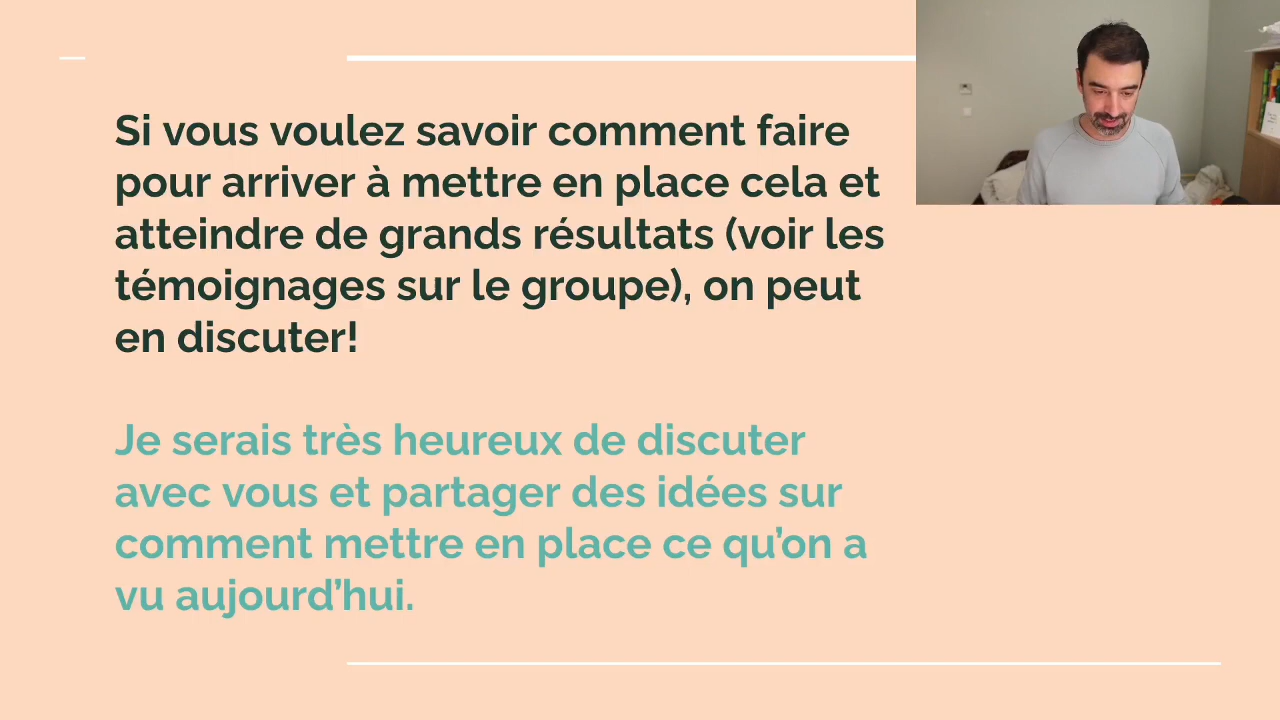 Si vous voulez savoir comment faire
pour arriver à mettre en place cela et
atteindre de grands résultats (voir les
témoignages sur le groupe), on peut
en discuter!
Je serais très heureux de discuter
avec vous et partager des idées sur
comment mettre en place ce qu’on a
vu aujourd’hui.